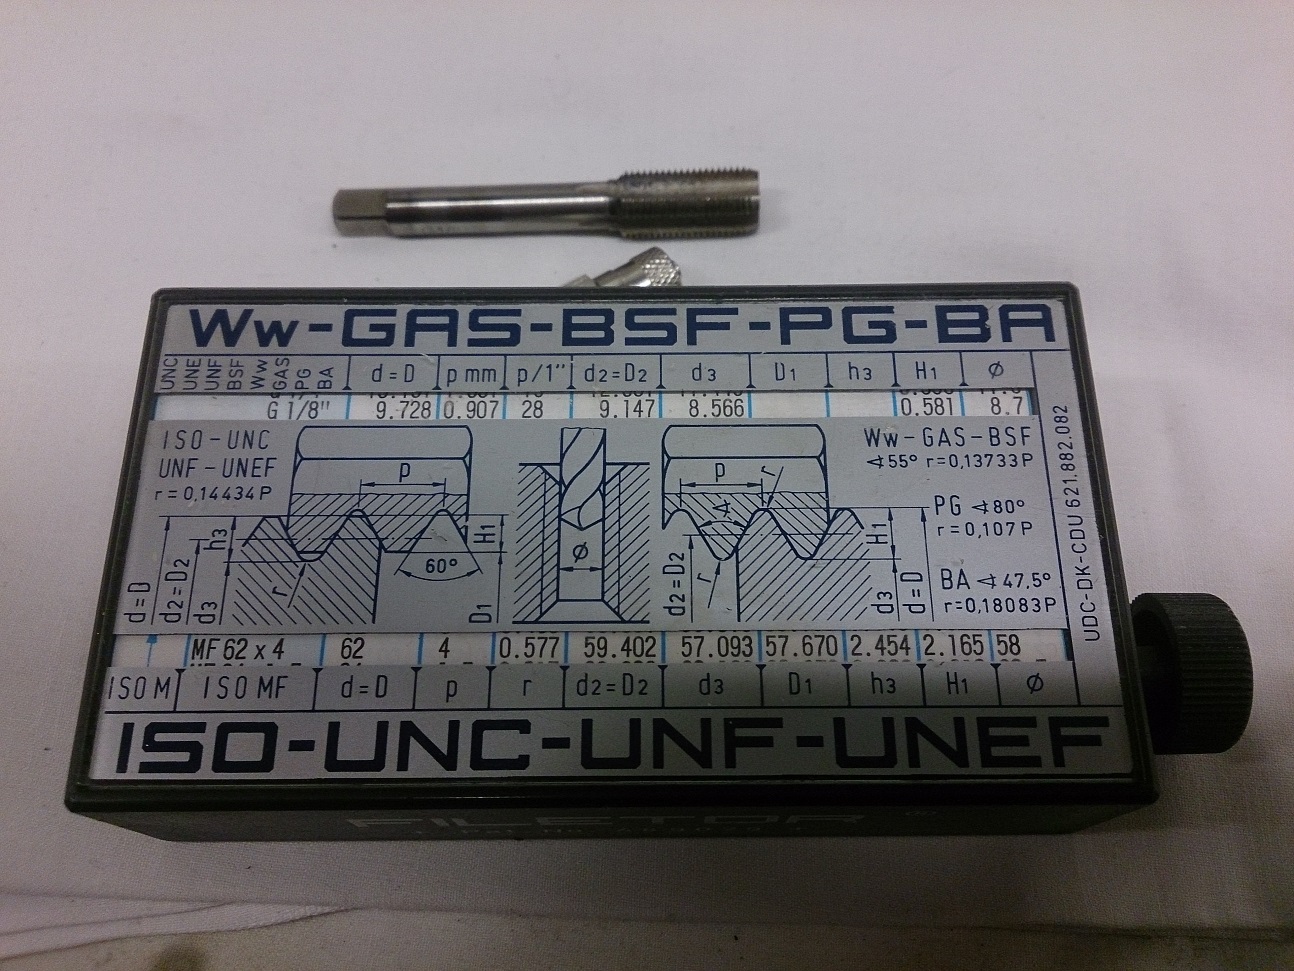 Ww-GAS-BSF-PG-BA
UNC UNE UNF BSF Ww GAS PG BA d=D p mm p/1" d2=D2 d3 D1 h3 H1 Ø
G 1/8" 9.728 0.907 28 9.147 8.566 0.581 8.7
ISO-UNC
UNF-UNEF
r=0,14434P
p
h3
d=D
d2=D2
d3
r
H1
60°
D1
Ø
p
r
∢
d2=D2
r
H1
d3
d=D
Ww-GAS-BSF
∢55° r=0,13733P
PG ∢80°
r=0,107P
BA ∢47,5°
r=0,18083P
UDC-DK-CDU 621.882.082
MF 62 x 4 62 4 0.577 59.402 57.093 57.670 2.454 2.165 58
ISO M ISO MF d=D p r d2=D2 d3 D1 h3 H1 Ø
ISO-UNC-UNF-UNEF
FILETOR